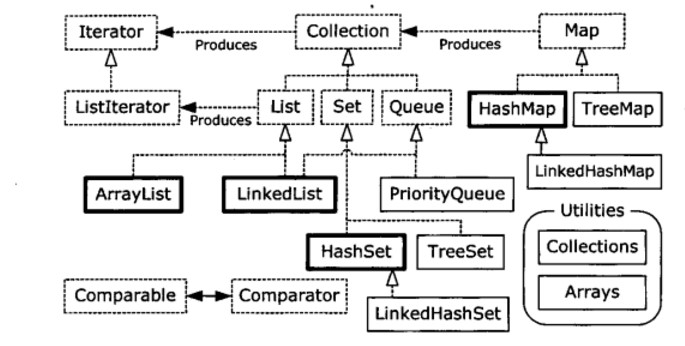 Iterator
Produces
Collection
Produces
Map
ListIterator
Produces
List
Set
Queue
HashMap
TreeMap
ArrayList
LinkedList
PriorityQueue
LinkedHashMap
Utilities
HashSet
TreeSet
Collections
Comparable
Comparator
Arrays
LinkedHashSet